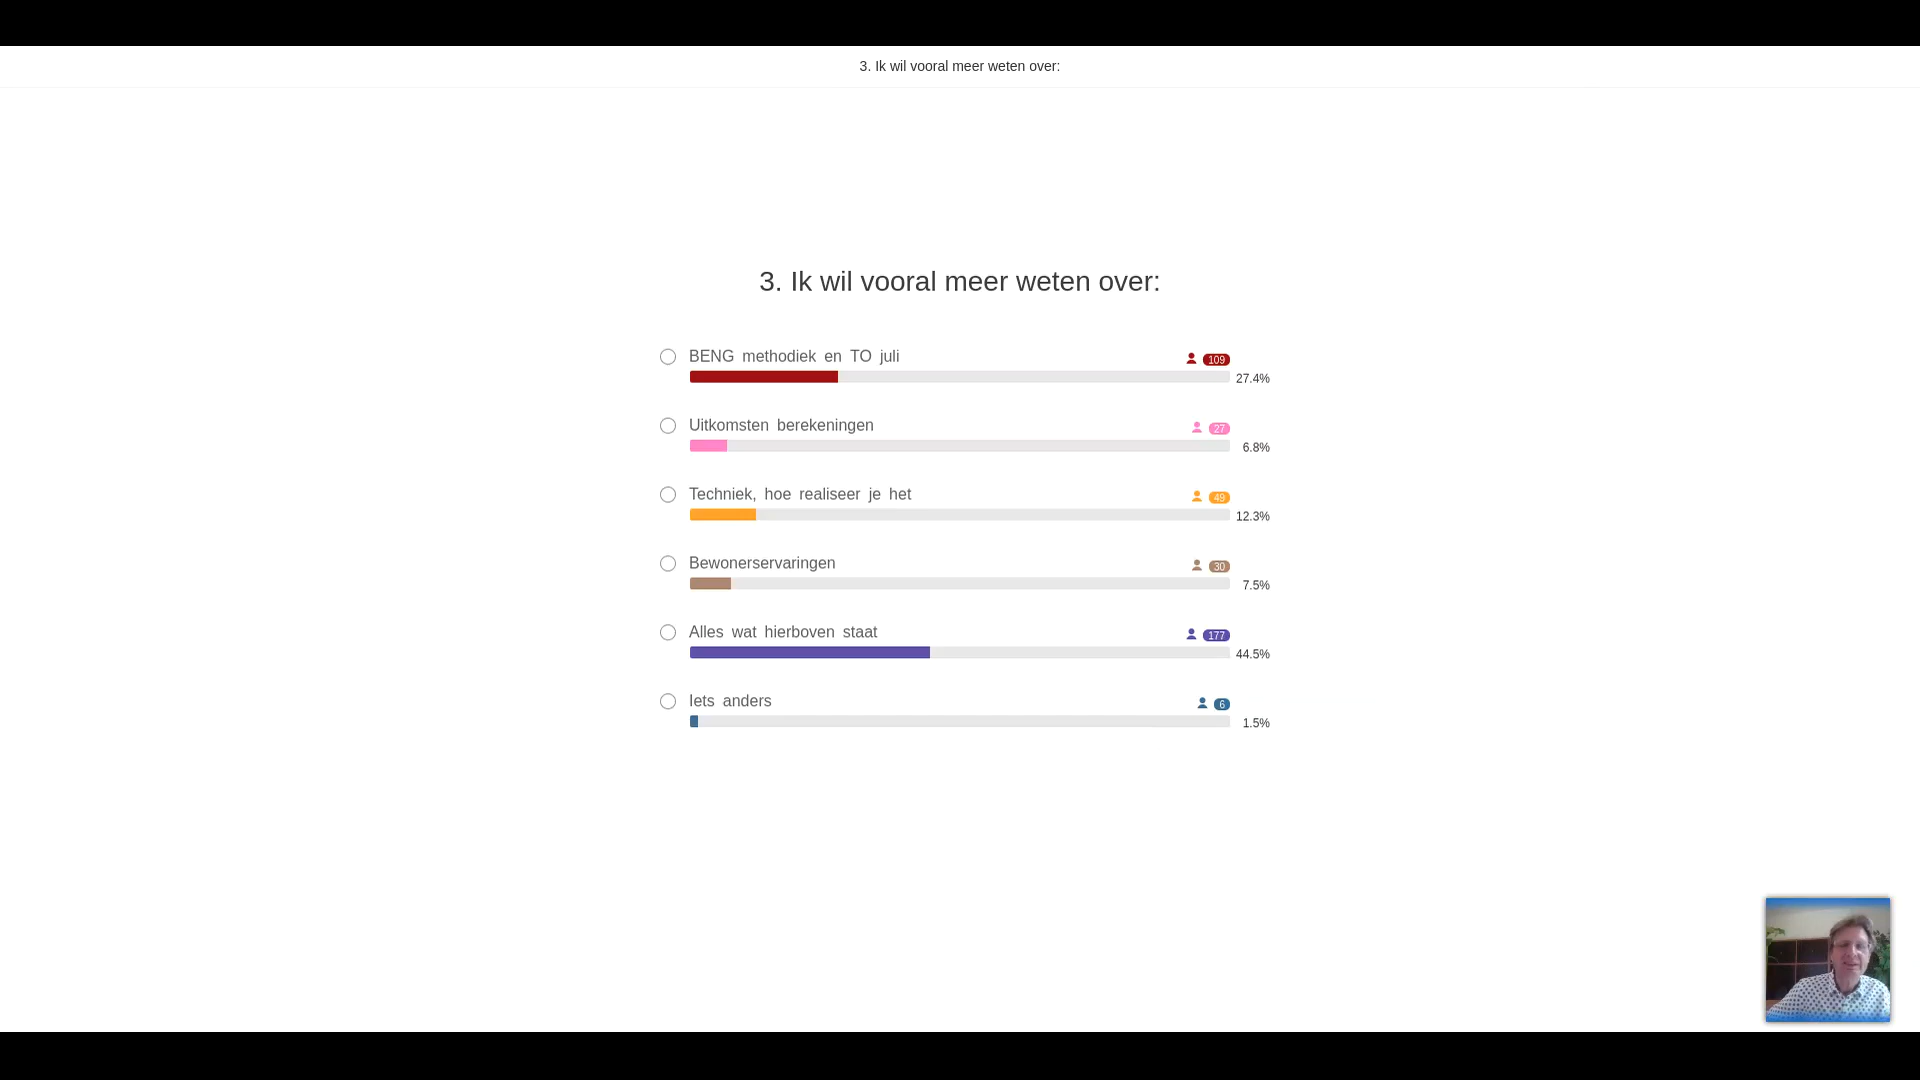 3. Ik wil vooral meer weten over:
3. Ik wil vooral meer weten over:
BENG methodiek en TO juli 109
27.4%
Uitkomsten berekeningen 27
6.8%
Techniek, hoe realiseer je het 49
12.3%
Bewonerservaringen 30
7.5%
Alles wat hierboven staat 177
44.5%
Iets anders 6
1.5%